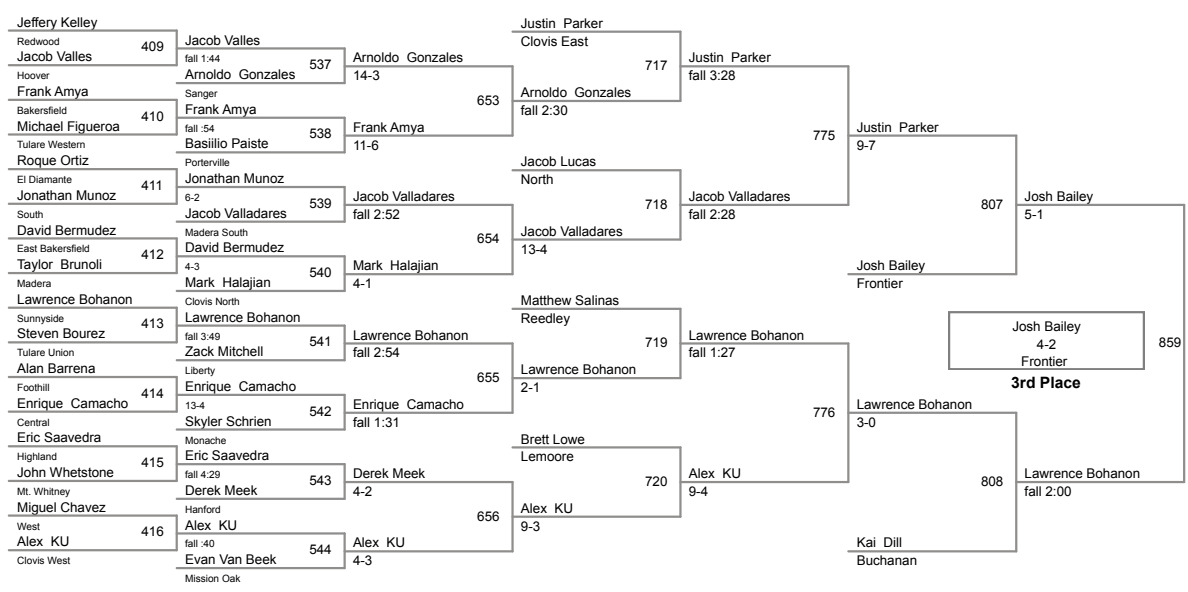 Jeffery Kelley
Redwood
409
Jacob Valles
Hoover
Frank Amya
Bakersfield
410
Michael Figueroa
Tulare Western
Roque Ortiz
El Diamante
411
Jonathan Munoz
South
David Bermudez
East Bakersfield
412
Taylor Brunoli
Madera
Lawrence Bohanon
Sunnyside
413
Steven Bourez
Tulare Union
Alan Barrena
Foothill
414
Enrique Camacho
Central
Eric Saavedra
Highland
415
John Whetstone
Mt. Whitney
Miguel Chavez
West
416
Alex KU
Clovis West
Jacob Valles
fall 1:44
537
Arnoldo Gonzales
Sanger
Frank Amya
fall :54
538
Basiilio Paiste
Porterville
Jonathan Munoz
6-2
539
Jacob Valladares
Madera South
David Bermudez
4-3
540
Mark Halajian
Clovis North
Lawrence Bohanon
fall 3:49
541
Zack Mitchell
Liberty
Enrique Camacho
13-4
542
Skyler Schrien
Monache
Eric Saavedra
fall 4:29
543
Derek Meek
Hanford
Alex KU
fall :40
544
Evan Van Beek
Mission Oak
Arnoldo Gonzales
14-3
653
Frank Amya
11-6
Jacob Valladares
fall 2:52
654
Mark Halajian
4-1
Lawrence Bohanon
fall 2:54
655
Enrique Camacho
fall 1:31
Derek Meek
4-2
656
Alex KU
4-3
Justin Parker
Clovis East
717
Arnoldo Gonzales
fall 2:30
Jacob Lucas
North
718
Jacob Valladares
13-4
Matthew Salinas
Reedley
719
Lawrence Bohanon
2-1
Brett Lowe
Lemoore
720
Alex KU
9-3
Justin Parker
fall 3:28
775
Jacob Valladares
fall 2:28
Lawrence Bohanon
fall 1:27
776
Alex KU
9-4
Justin Parker
9-7
807
Josh Bailey
Frontier
Lawrence Bohanon
3-0
808
Kai Dill
Buchanan
Josh Bailey
5-1
859
Lawrence Bohanon
fall 2:00
Josh Bailey
4-2
Frontier
3rd Place